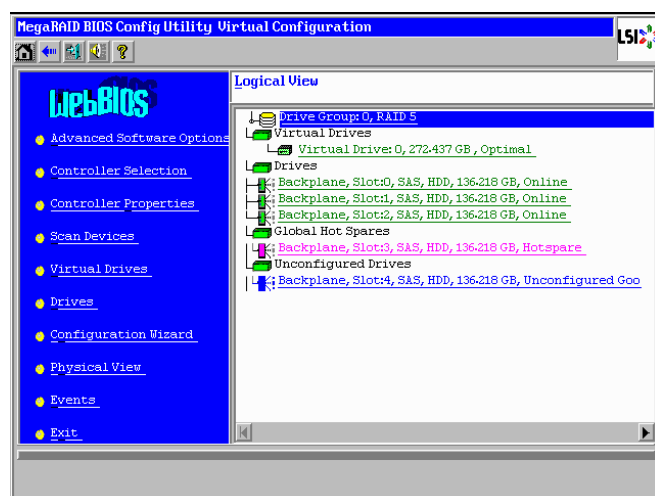 MegaRAID BIOS Config Utility Virtual Configuration
LSI
?
WebBIOS
Logical View
Drive Group: 0, RAID 5
Virtual Drives
Virtual Drive: 0, 272.437 GB, Optimal
Drives
Backplane, Slot:0, SAS, HDD, 136.218 GB, Online
Backplane, Slot:1, SAS, HDD, 136.218 GB, Online
Backplane, Slot:2, SAS, HDD, 136.218 GB, Online
Global Hot Spares
Backplane, Slot:3, SAS, HDD, 136.218 GB, Hotspare
Unconfigured Drives
Backplane, Slot:4, SAS, HDD, 136.218 GB, Unconfigured Goo
Advanced Software Options
Controller Selection
Controller Properties
Scan Devices
Virtual Drives
Drives
Configuration Wizard
Physical View
Events
Exit